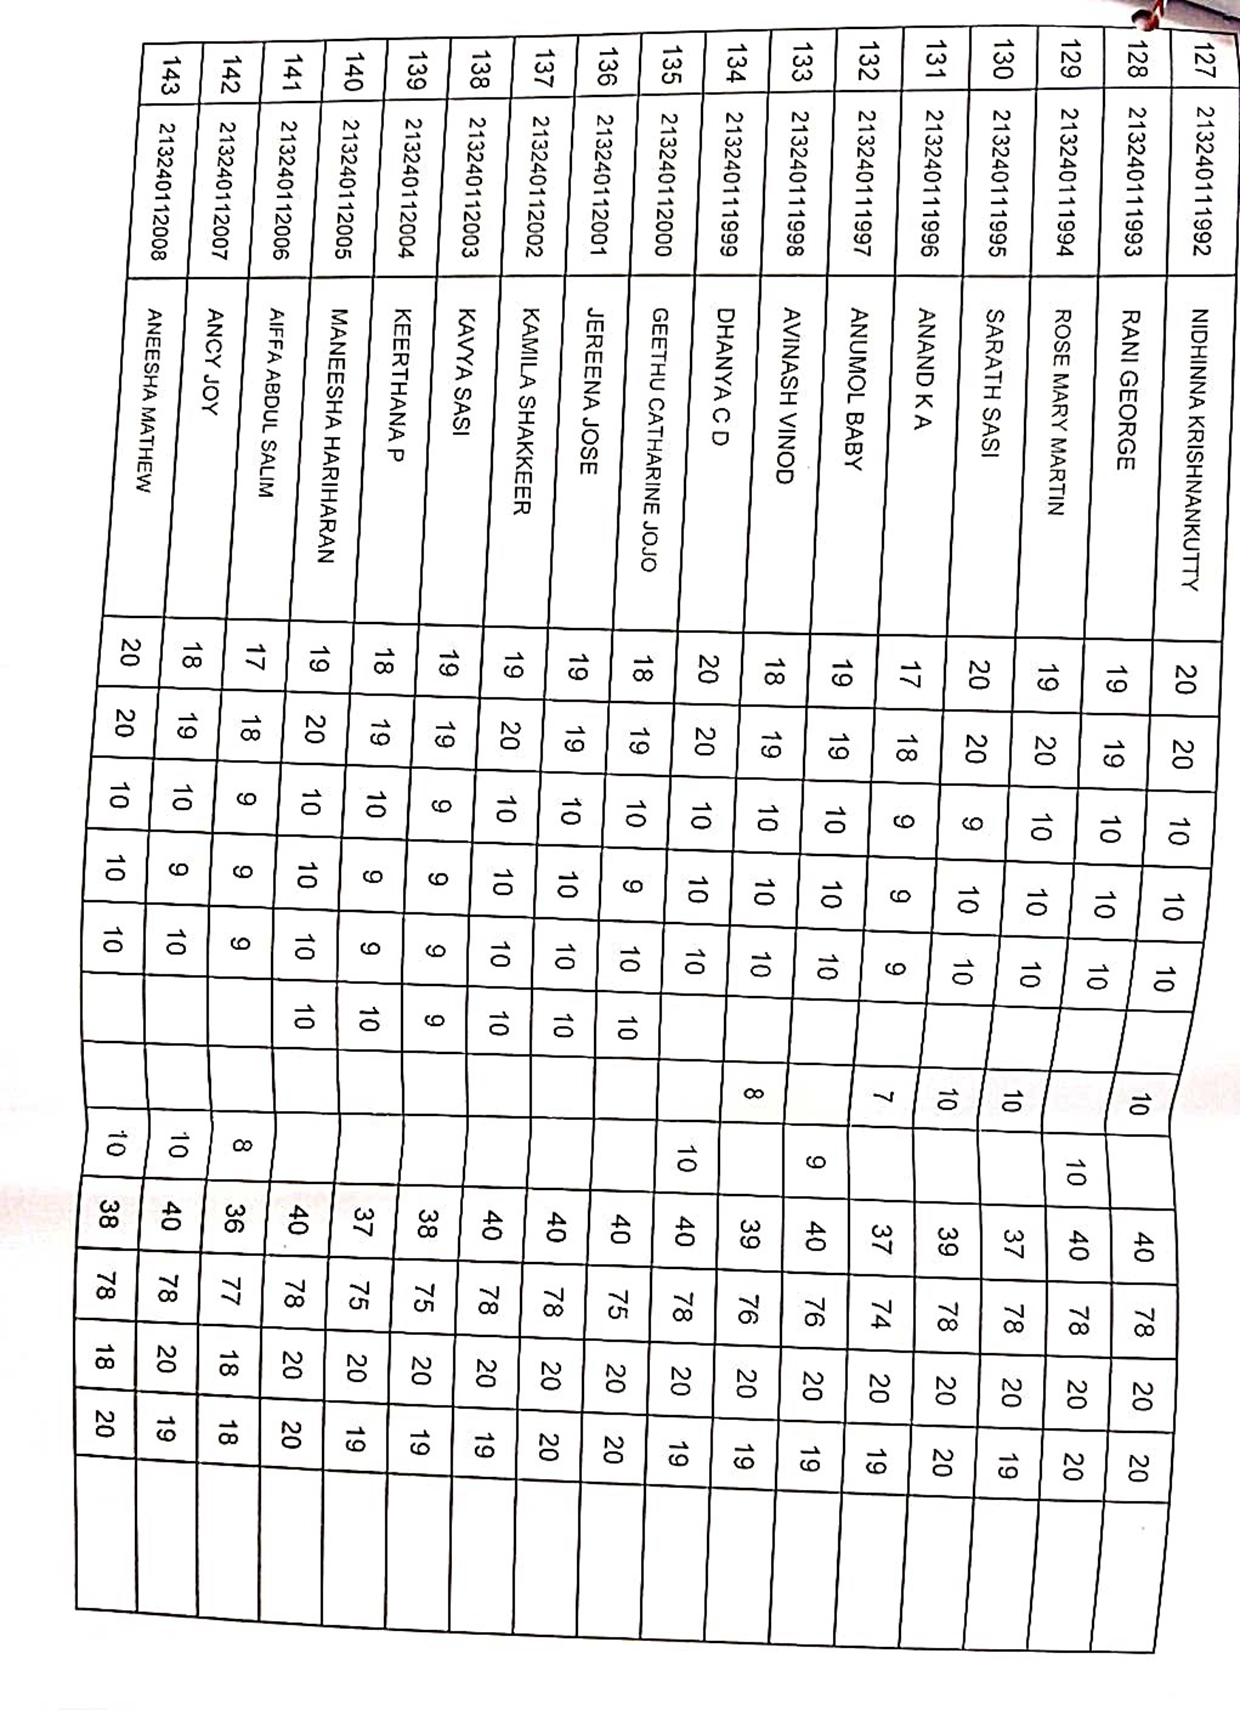 127 213240111992 NIDHINNA KRISHNANKUTTY 20 20 10 10 10 10 40 78 20 20
128 213240111993 RANI GEORGE 19 19 10 10 10 10 40 78 20 20
129 213240111994 ROSE MARY MARTIN 19 20 10 10 10 10 37 78 20 19
130 213240111995 SARATH SASI 20 20 9 10 10 10 39 78 20 20
131 213240111996 ANAND K A 17 18 9 9 9 7 37 74 20 19
132 213240111997 ANUMOL BABY 19 19 10 10 10 9 40 76 20 19
133 213240111998 AVINASH VINOD 18 19 10 10 10 8 39 76 20 19
134 213240111999 DHANYA C D 20 20 10 10 10 10 40 78 20 19
135 213240112000 GEETHU CATHARINE JOJO 18 19 10 9 10 10 40 75 20 20
136 213240112001 JEREENA JOSE 19 19 10 10 10 10 40 78 20 20
137 213240112002 KAMILA SHAKKEER 19 20 10 10 10 10 40 78 20 19
138 213240112003 KAVYA SASI 19 19 9 9 9 9 38 75 20 19
139 213240112004 KEERTHANA P 18 19 10 9 9 10 37 75 20 19
140 213240112005 MANEESHA HARIHARAN 19 20 10 10 10 10 40 78 20 20
141 213240112006 AIFFA ABDUL SALIM 17 18 9 9 9 8 36 77 18 18
142 213240112007 ANCY JOY 18 19 10 9 10 10 40 78 20 19
143 213240112008 ANEESHA MATHEW 20 20 10 10 10 10 38 78 18 20